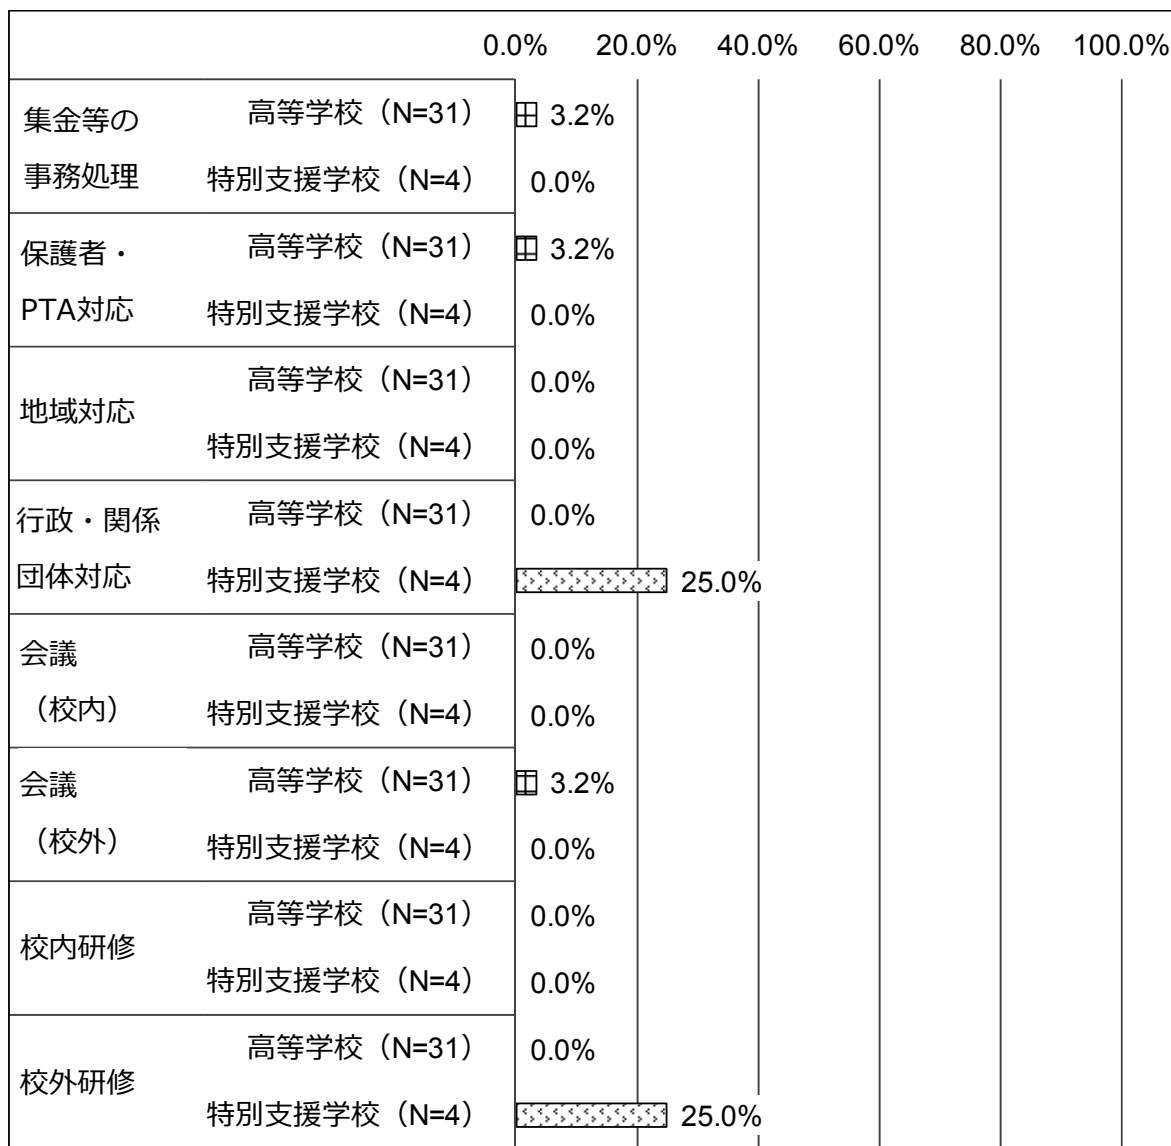 0.0% 20.0% 40.0% 60.0% 80.0% 100.0%
集金等の
事務処理
高等学校（N=31） 3.2%
特別支援学校（N=4） 0.0%
保護者・
PTA対応
高等学校（N=31） 3.2%
特別支援学校（N=4） 0.0%
地域対応
高等学校（N=31） 0.0%
特別支援学校（N=4） 0.0%
行政・関係
団体対応
高等学校（N=31） 0.0%
特別支援学校（N=4） 25.0%
会議
（校内）
高等学校（N=31） 0.0%
特別支援学校（N=4） 0.0%
会議
（校外）
高等学校（N=31） 3.2%
特別支援学校（N=4） 0.0%
校内研修
高等学校（N=31） 0.0%
特別支援学校（N=4） 0.0%
校外研修
高等学校（N=31） 0.0%
特別支援学校（N=4） 25.0%